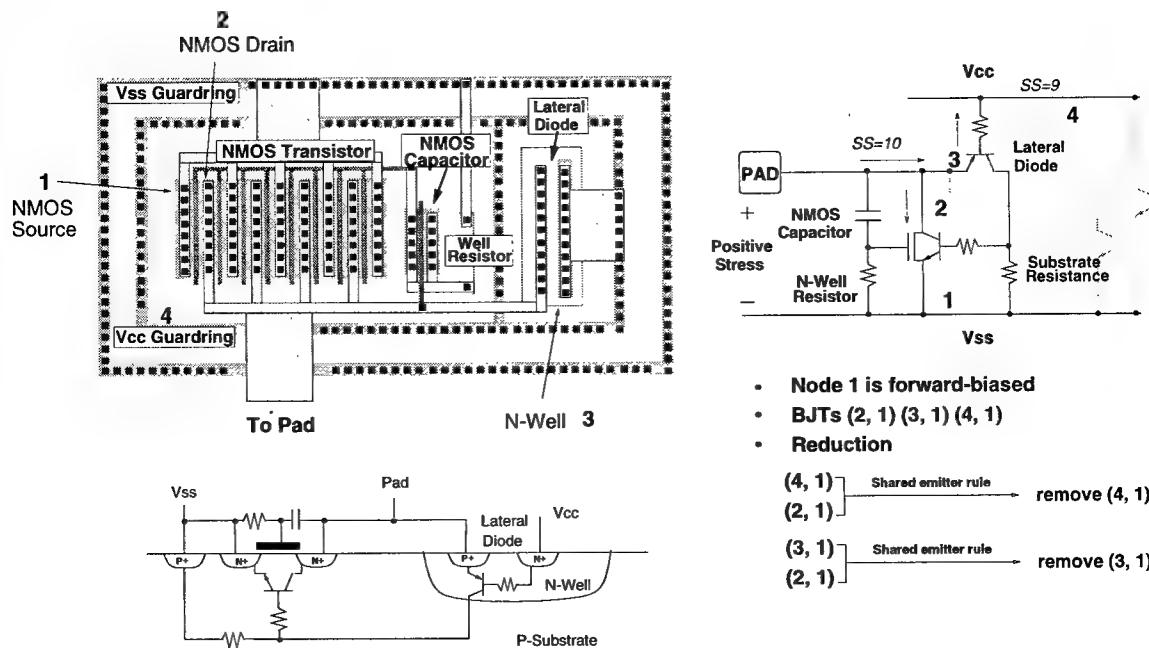 2
NMOS Drain
Vss Guardring
Lateral
Diode
NMOS Transistor
NMOS
Capacitor
1
NMOS
Source
Well
Resistor
4
Vcc Guardring
To Pad
N-Well 3
Vcc
SS=9
4
SS=10
3
Lateral
Diode
PAD
2
+
NMOS
Capacitor
Positive
Stress
Substrate
Resistance
N-Well
Resistor
1
−
Vss
• Node 1 is forward-biased
• BJTs (2, 1) (3, 1) (4, 1)
• Reduction
(4, 1)
(2, 1)
Shared emitter rule
remove (4, 1)
(3, 1)
(2, 1)
Shared emitter rule
remove (3, 1)
Vss
Pad
Lateral
Diode
Vcc
P+
N+
N+
P+
N+
N-Well
P-Substrate